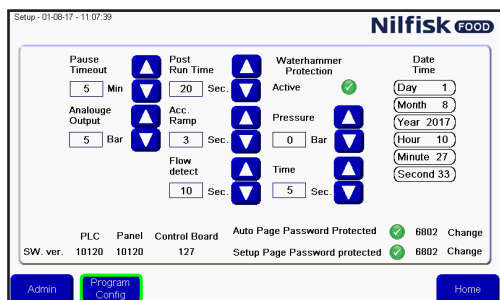 Setup - 01-08-17 - 11:07:39
Nilfisk FOOD
Pause Timeout
5 Min
Post Run Time
20 Sec.
Waterhammer Protection
Active
Date Time
Day 1
Month 8
Year 2017
Hour 10
Minute 27
Second 33
Analouge Output
5 Bar
Acc. Ramp
3 Sec.
Pressure
0 Bar
Flow detect
10 Sec.
Time
5 Sec.
PLC Panel Control Board
SW. ver. 10120 10120 127
Auto Page Password Protected 6802 Change
Setup Page Password protected 6802 Change
Admin
Program Config
Home